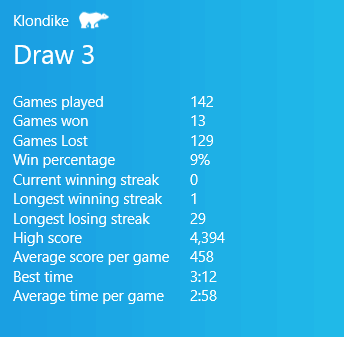 Klondike
Draw 3
Games played 142
Games won 13
Games Lost 129
Win percentage 9%
Current winning streak 0
Longest winning streak 1
Longest losing streak 29
High score 4,394
Average score per game 458
Best time 3:12
Average time per game 2:58